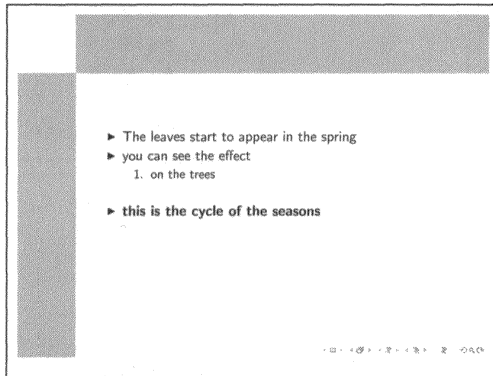 ▶ The leaves start to appear in the spring
▶ you can see the effect
1. on the trees
▶ this is the cycle of the seasons